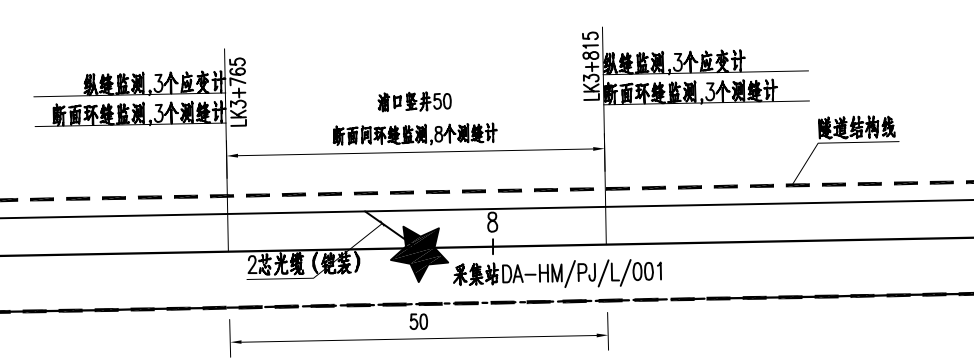 纵缝监测,3个应变计
断面环缝监测,3个测缝计
LK3+765
浦口竖井50
断面间环缝监测,8个测缝计
LK3+815
纵缝监测,3个应变计
断面环缝监测,3个测缝计
隧道结构线
8
2芯光缆(铠装)
采集站DA-HM/PJ/L/001
50